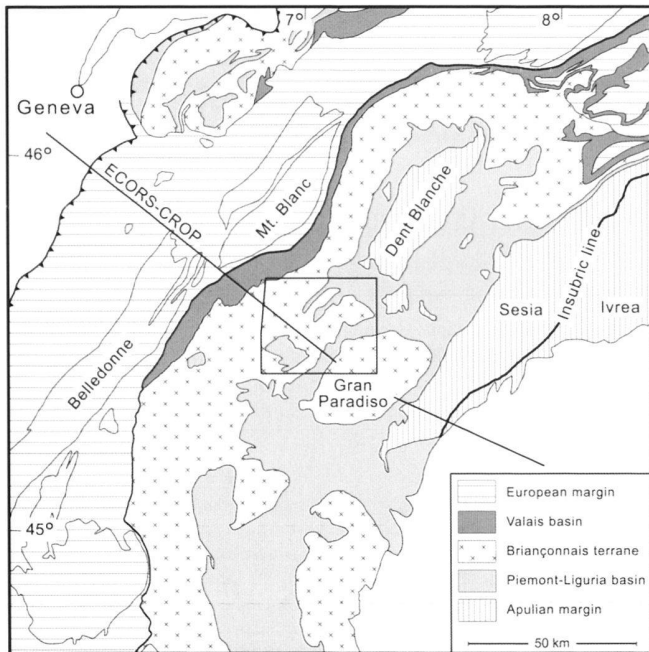 7°
8°
Geneva
46°
ECORS-CROP
Mt. Blanc
Dent Blanche
Insubric line
Sesia
Ivrea
Belledonne
Gran
Paradiso
45°
European margin
Valais basin
Briançonnais terrane
Piemont-Liguria basin
Apulian margin
50 km